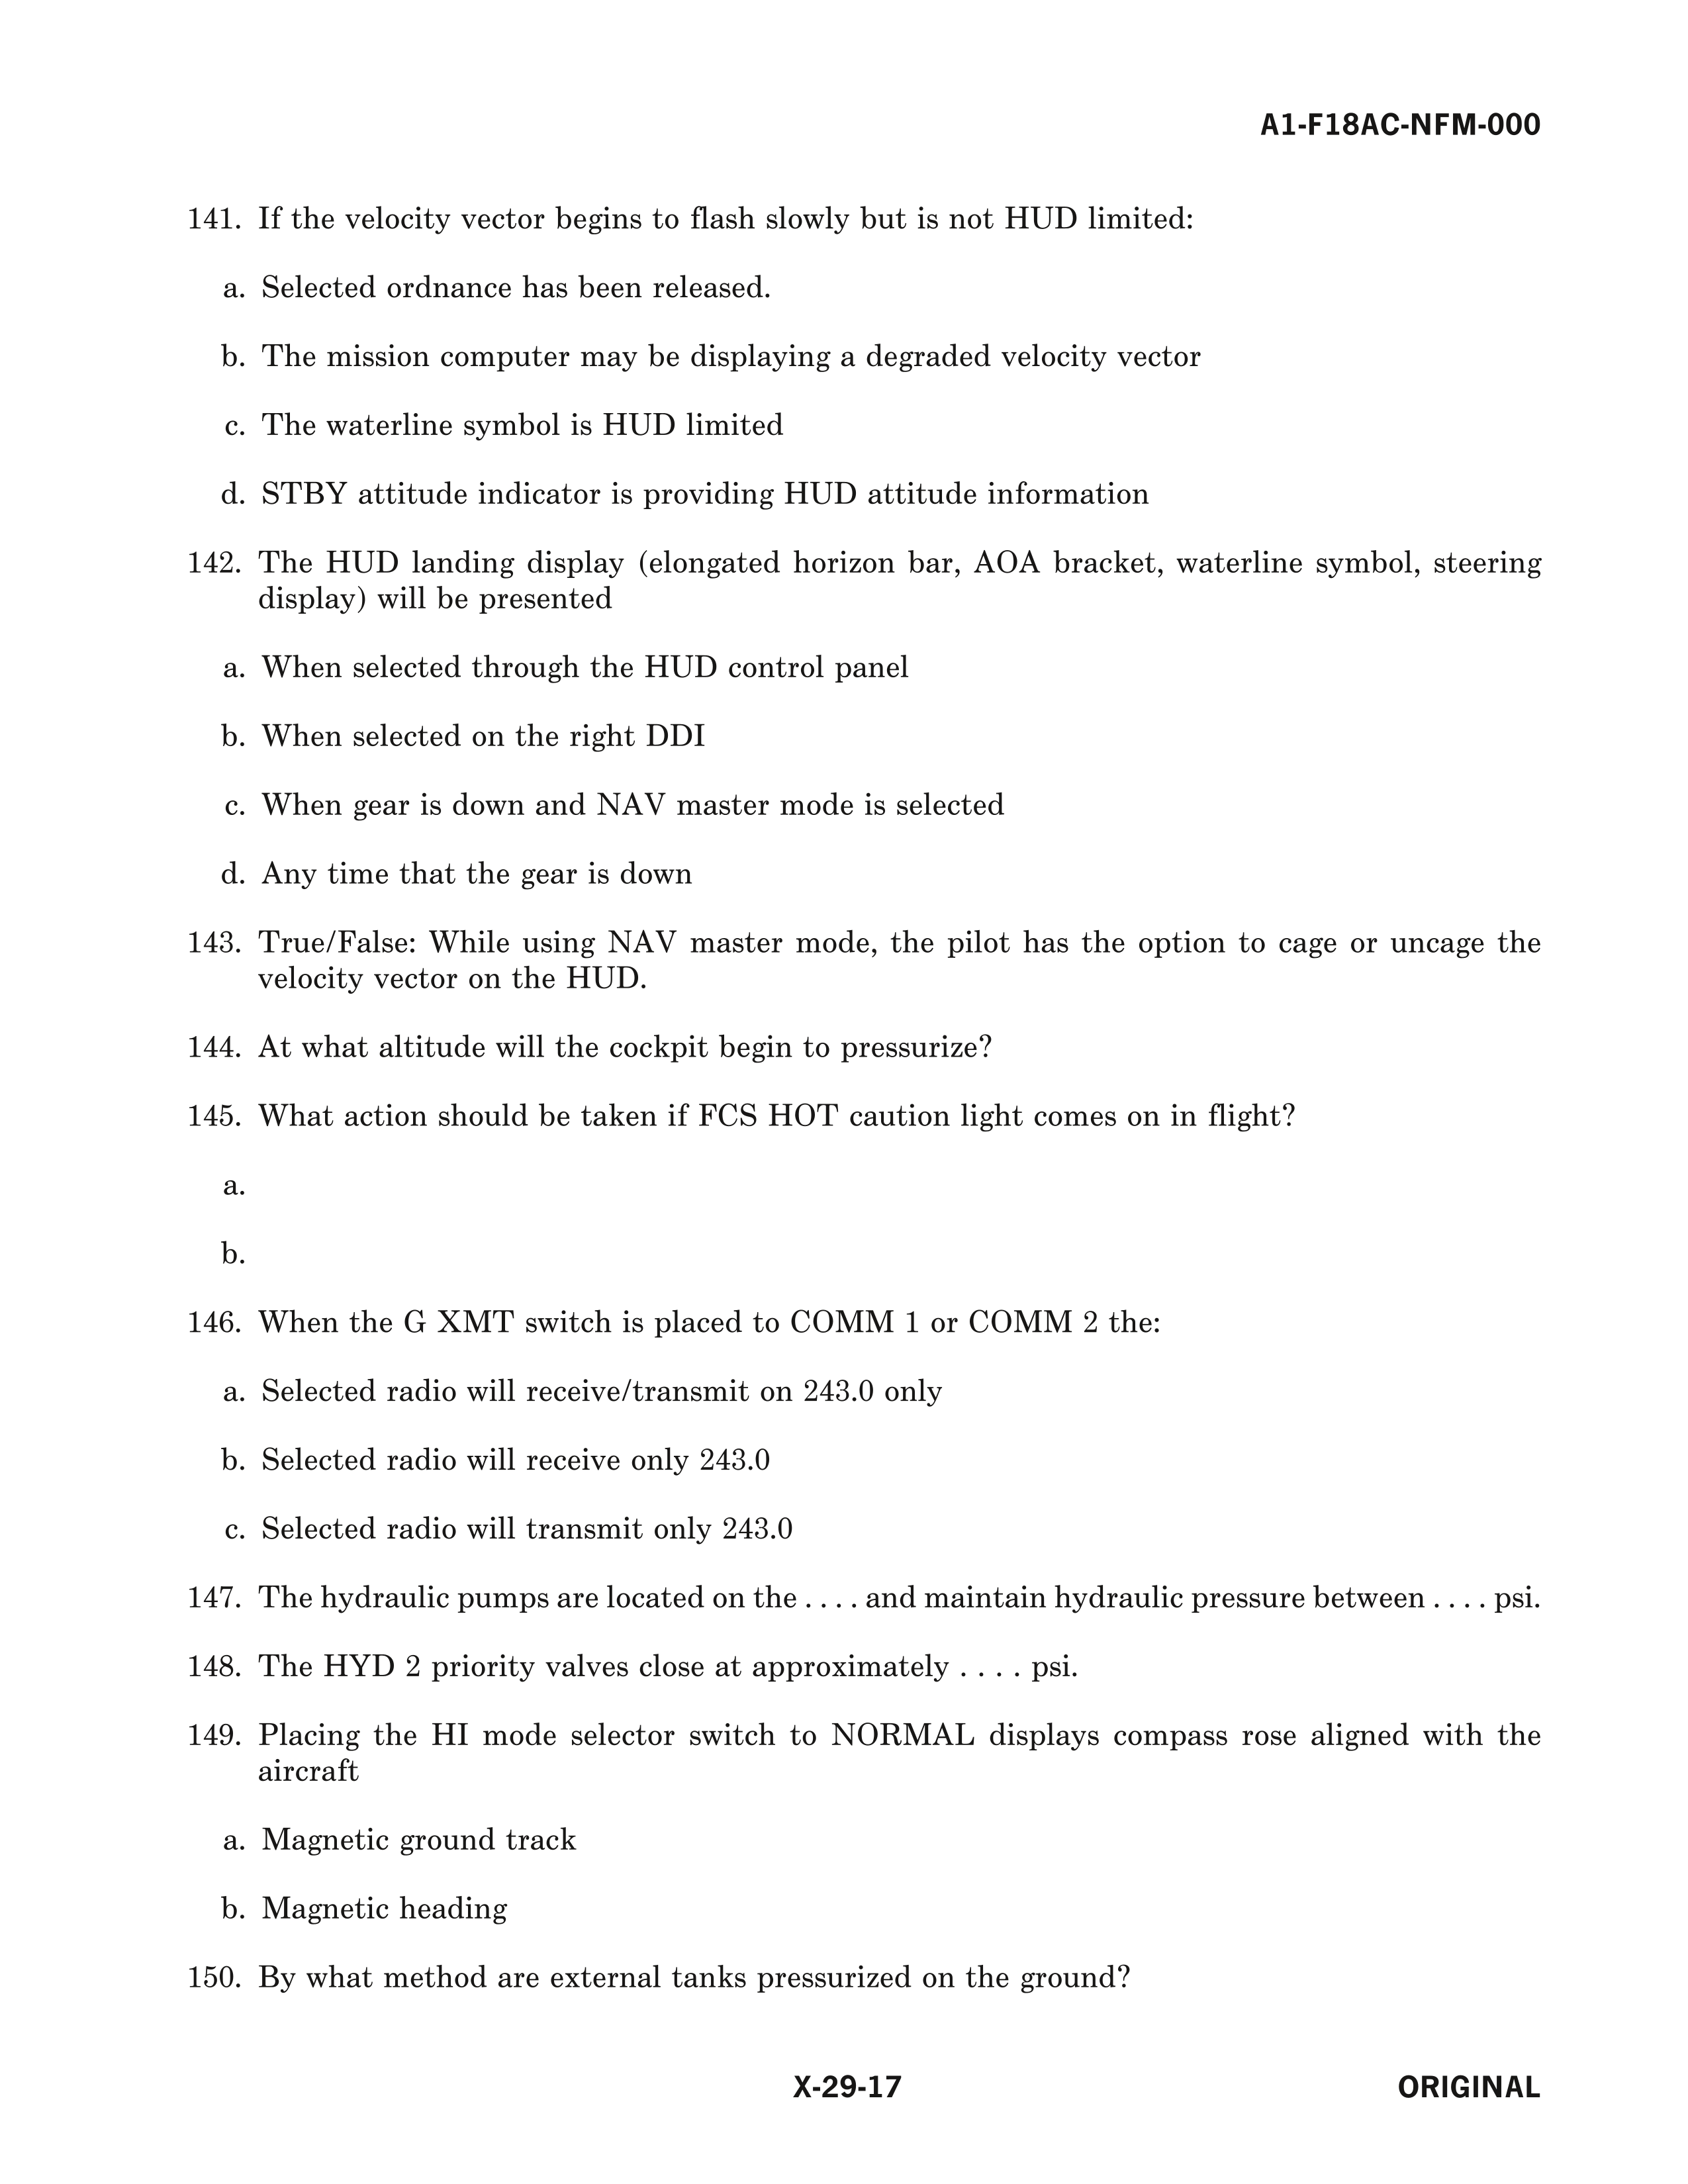 A1-F18AC-NFM-000
141. If the velocity vector begins to flash slowly but is not HUD limited:
a. Selected ordnance has been released.
b. The mission computer may be displaying a degraded velocity vector
c. The waterline symbol is HUD limited
d. STBY attitude indicator is providing HUD attitude information
142. The HUD landing display (elongated horizon bar, AOA bracket, waterline symbol, steering
display) will be presented
a. When selected through the HUD control panel
b. When selected on the right DDI
c. When gear is down and NAV master mode is selected
d. Any time that the gear is down
143. True/False: While using NAV master mode, the pilot has the option to cage or uncage the
velocity vector on the HUD.
144. At what altitude will the cockpit begin to pressurize?
145. What action should be taken if FCS HOT caution light comes on in flight?
a.
b.
146. When the G XMT switch is placed to COMM 1 or COMM 2 the:
a. Selected radio will receive/transmit on 243.0 only
b. Selected radio will receive only 243.0
c. Selected radio will transmit only 243.0
147. The hydraulic pumps are located on the . . . . and maintain hydraulic pressure between . . . . psi.
148. The HYD 2 priority valves close at approximately . . . . psi.
149. Placing the HI mode selector switch to NORMAL displays compass rose aligned with the
aircraft
a. Magnetic ground track
b. Magnetic heading
150. By what method are external tanks pressurized on the ground?
X-29-17
ORIGINAL